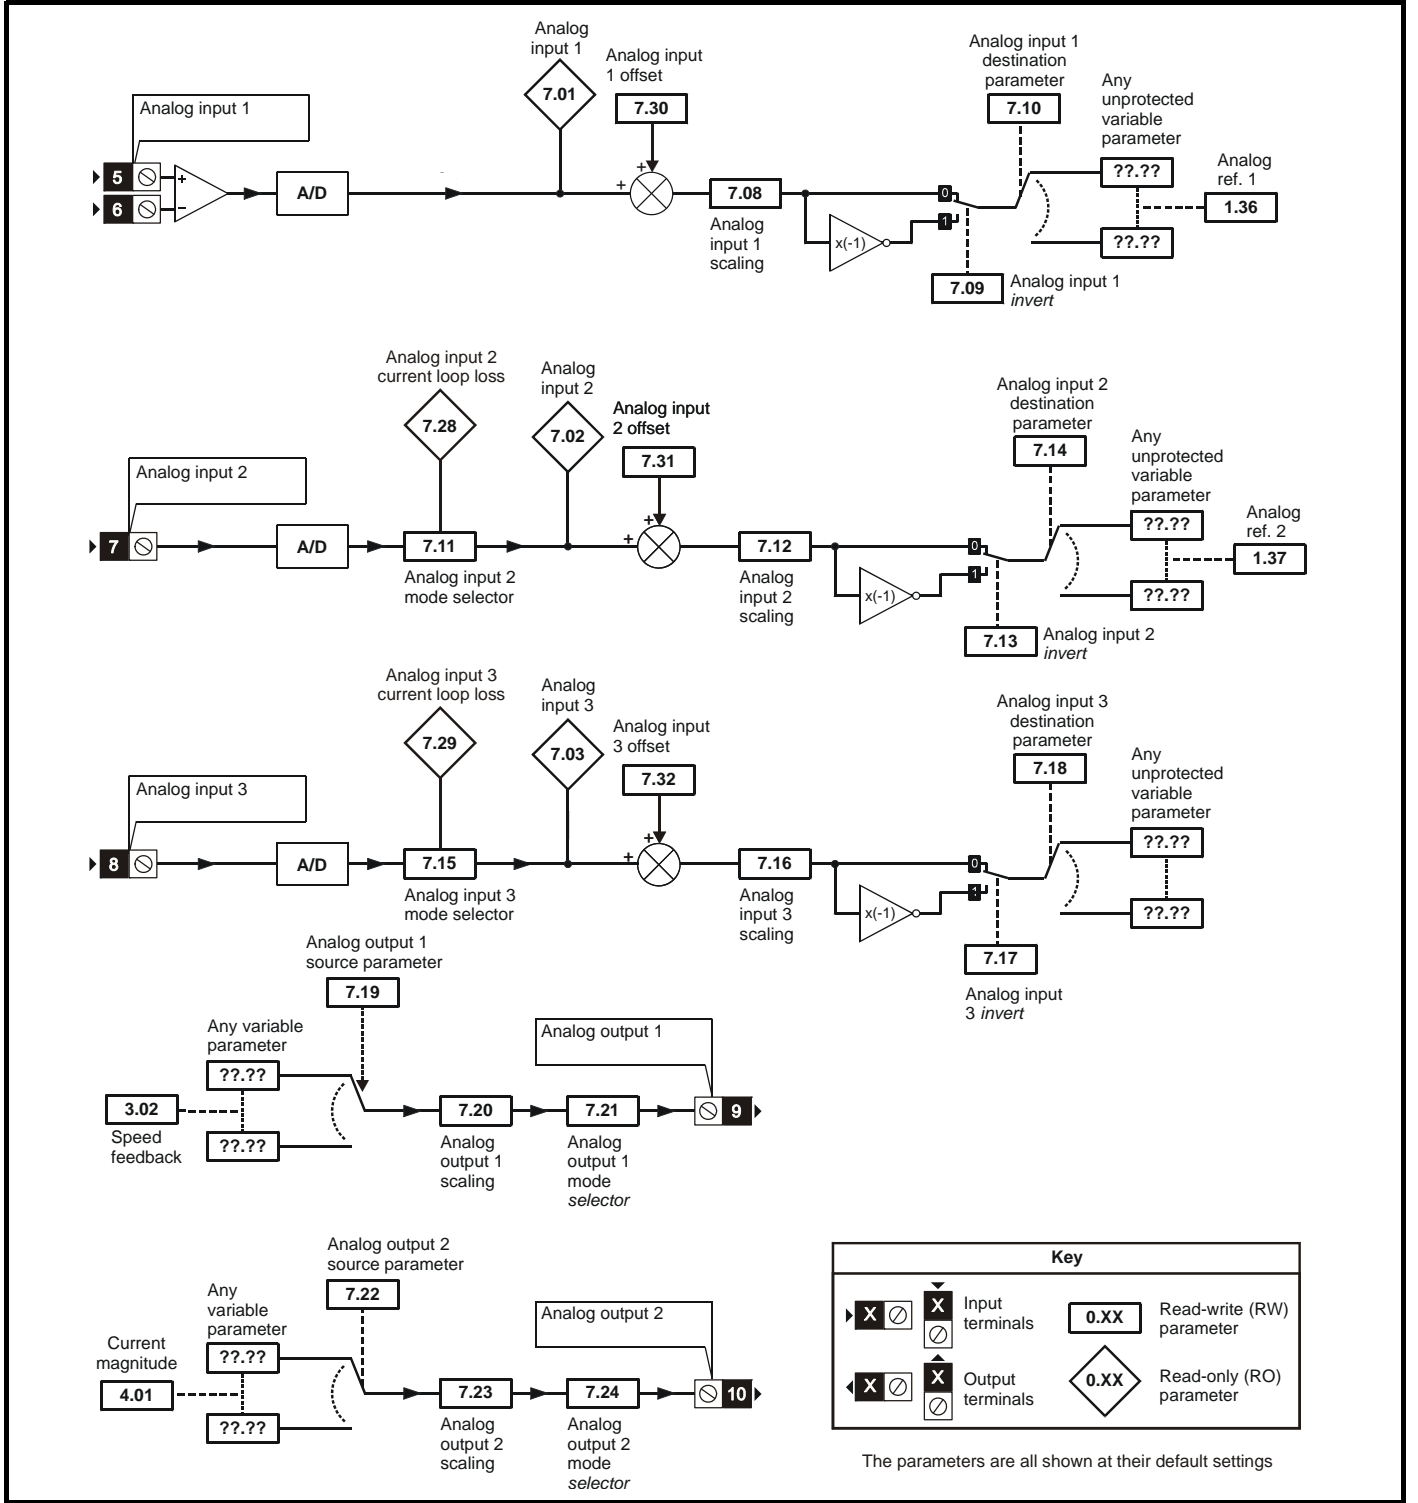 Analog
input 1
7.01
Analog input
1 offset
7.30
Analog input 1
destination
parameter
7.10
Any
unprotected
variable
parameter
Analog input 1
5
6
+
−
A/D
+
+
7.08
Analog
input 1
scaling
x(-1)
0
1
7.09
Analog input 1
invert
??.??
??.??
Analog
ref. 1
1.36
Analog input 2
current loop loss
7.28
Analog
input 2
7.02
Analog input
2 offset
7.31
Analog input 2
destination
parameter
7.14
Any
unprotected
variable
parameter
Analog input 2
7
A/D
7.11
Analog input 2
mode selector
+
+
7.12
Analog
input 2
scaling
x(-1)
0
1
7.13
Analog input 2
invert
??.??
??.??
Analog
ref. 2
1.37
Analog input 3
current loop loss
7.29
Analog
input 3
7.03
Analog input
3 offset
7.32
Analog input 3
destination
parameter
7.18
Any
unprotected
variable
parameter
Analog input 3
8
A/D
7.15
Analog input 3
mode selector
+
+
7.16
Analog
input 3
scaling
x(-1)
0
1
7.17
Analog input
3 invert
??.??
??.??
Analog output 1
source parameter
7.19
Any variable
parameter
??.??
??.??
3.02
Speed
feedback
7.20
Analog
output 1
scaling
7.21
Analog
output 1
mode
selector
Analog output 1
9
Analog output 2
source parameter
7.22
Any
variable
parameter
??.??
??.??
Current
magnitude
4.01
7.23
Analog
output 2
scaling
7.24
Analog
output 2
mode
selector
Analog output 2
10
Key
X
X
Input
terminals
0.XX
Read-write (RW)
parameter
X
X
Output
terminals
0.XX
Read-only (RO)
parameter
The parameters are all shown at their default settings